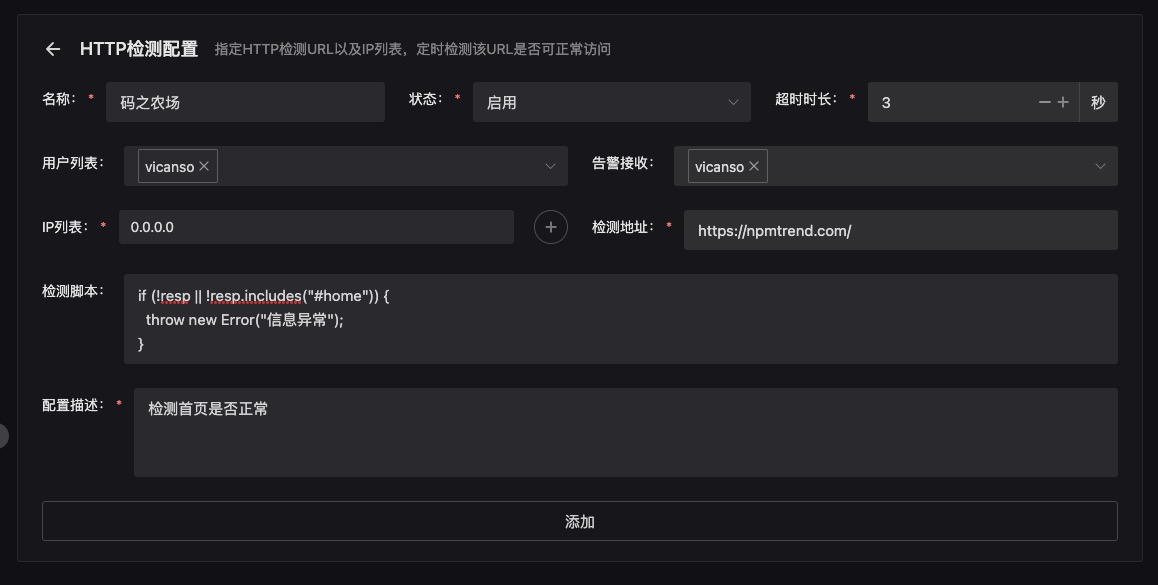 HTTP检测配置 指定HTTP检测URL以及IP列表，定时检测该URL是否可正常访问
名称： * 码之农场 状态： * 启用 超时时长： * 3 秒
用户列表： vicanso 告警接收： vicanso
IP列表： * 0.0.0.0 检测地址： * https://npmtrend.com/
检测脚本： if (!resp || !resp.includes("#home")) {
throw new Error("信息异常");
}
配置描述： * 检测首页是否正常
添加